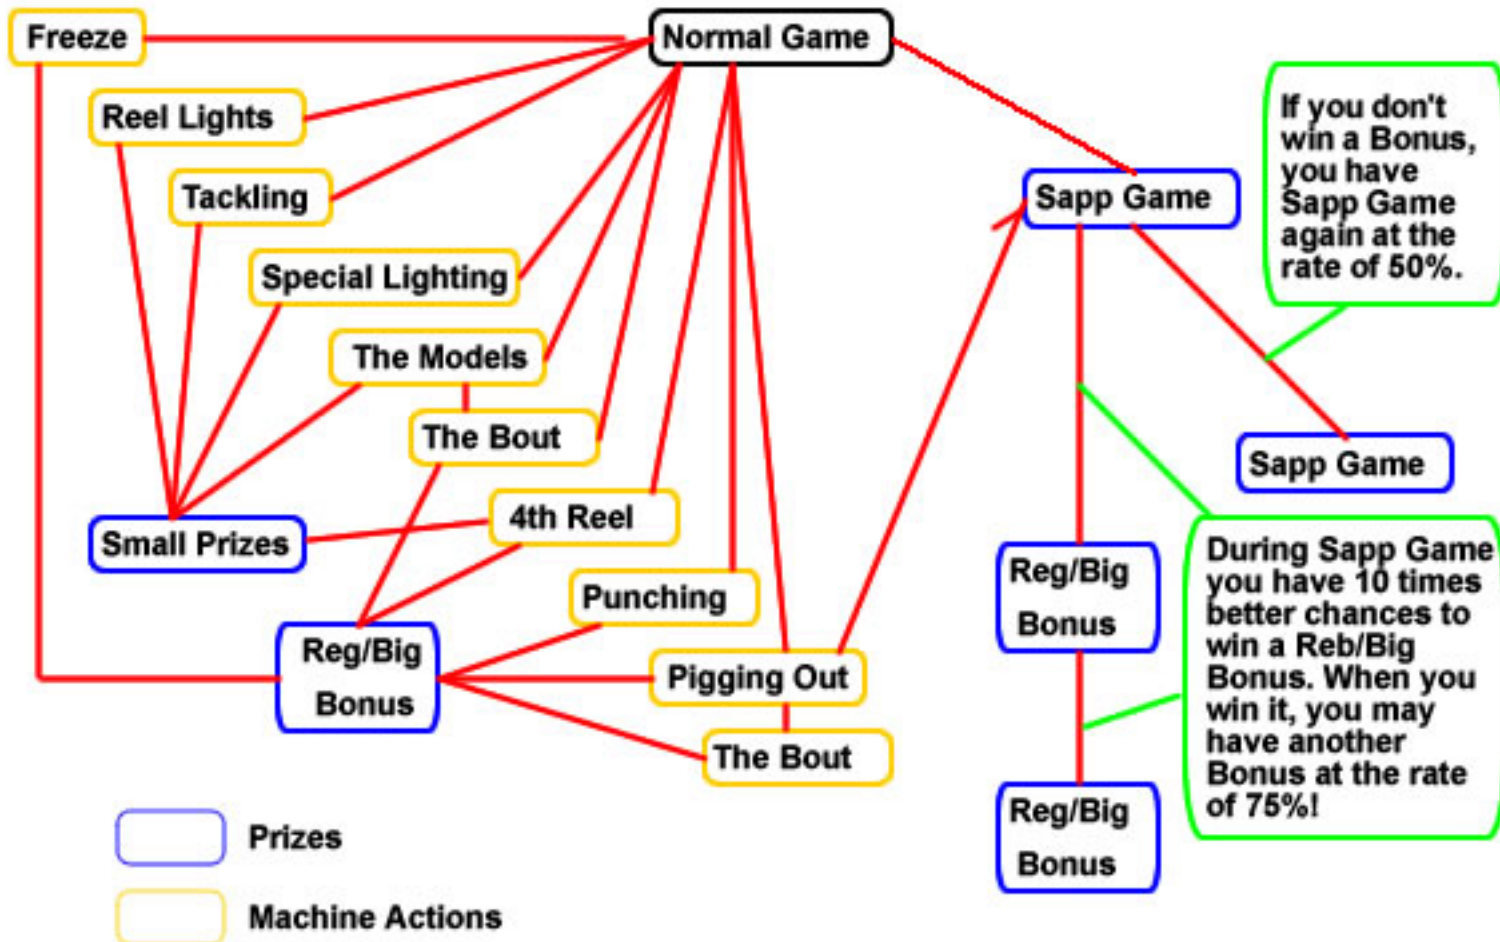 Freeze
Normal Game
Reel Lights
Tackling
Special Lighting
The Models
The Bout
4th Reel
Small Prizes
Punching
Reg/Big
Bonus
Pigging Out
The Bout
Sapp Game
If you don't
win a Bonus,
you have
Sapp Game
again at the
rate of 50%.
Sapp Game
Reg/Big
Bonus
During Sapp Game
you have 10 times
better chances to
win a Reb/Big
Bonus. When you
win it, you may
have another
Bonus at the rate
of 75%!
Reg/Big
Bonus
Prizes
Machine Actions